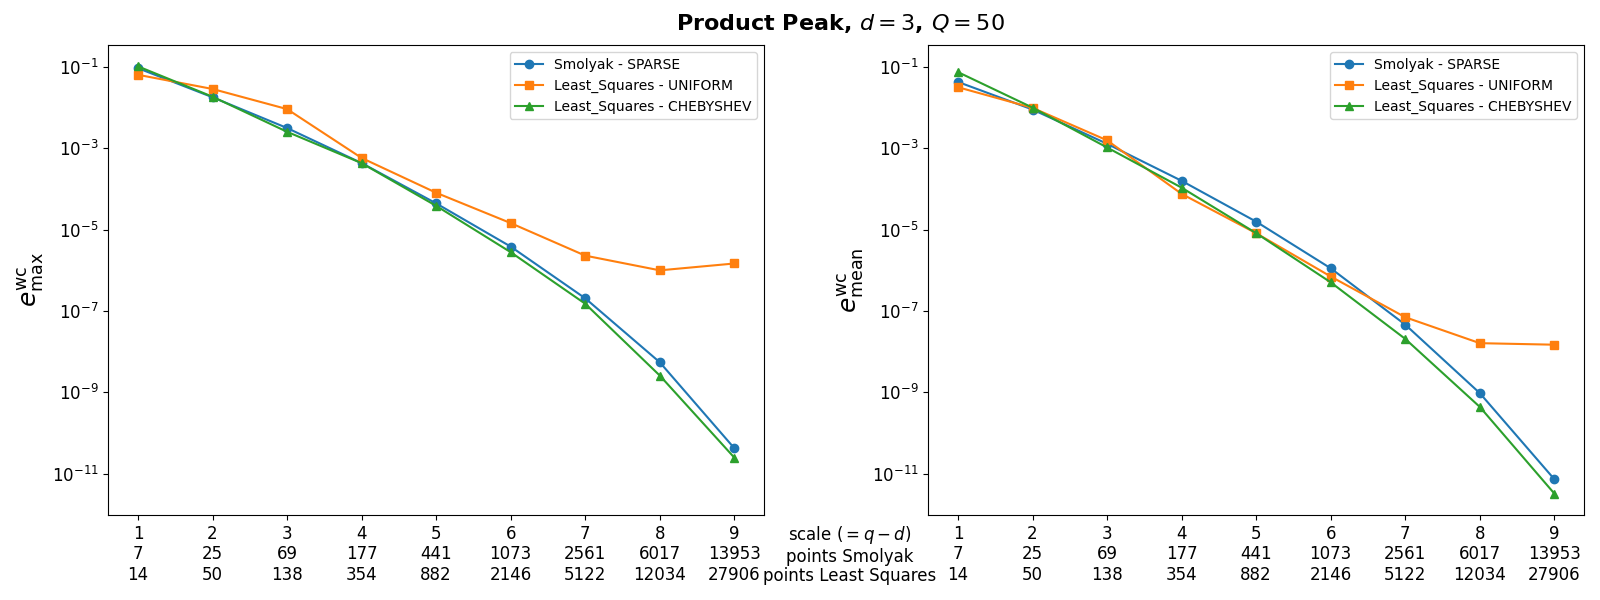 Product Peak, d = 3, Q = 50
10⁻¹
10⁻³
10⁻⁵
10⁻⁷
10⁻⁹
10⁻¹¹
e^wc_max
Smolyak - SPARSE
Least_Squares - UNIFORM
Least_Squares - CHEBYSHEV
10⁻¹
10⁻³
10⁻⁵
10⁻⁷
10⁻⁹
10⁻¹¹
e^wc_mean
Smolyak - SPARSE
Least_Squares - UNIFORM
Least_Squares - CHEBYSHEV
1 2 3 4 5 6 7 8 9 scale (= q − d) 1 2 3 4 5 6 7 8 9
7 25 69 177 441 1073 2561 6017 13953 points Smolyak 7 25 69 177 441 1073 2561 6017 13953
14 50 138 354 882 2146 5122 12034 27906 points Least Squares 14 50 138 354 882 2146 5122 12034 27906